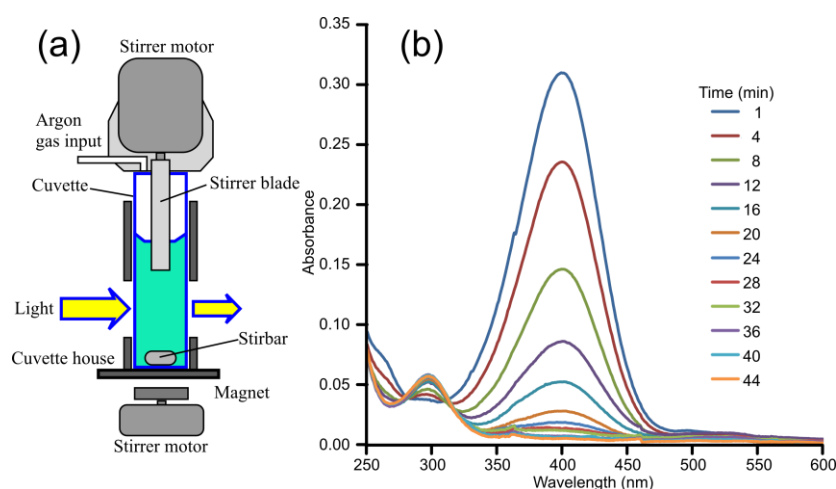 (a)
Stirrer motor
Argon
gas input
Cuvette
Stirrer blade
Light
Stirbar
Cuvette house
Magnet
Stirrer motor
(b)
0.35
0.30
0.25
0.20
0.15
0.10
0.05
0.00
Absorbance
250 300 350 400 450 500 550 600
Wavelength (nm)
Time (min)
1
4
8
12
16
20
24
28
32
36
40
44